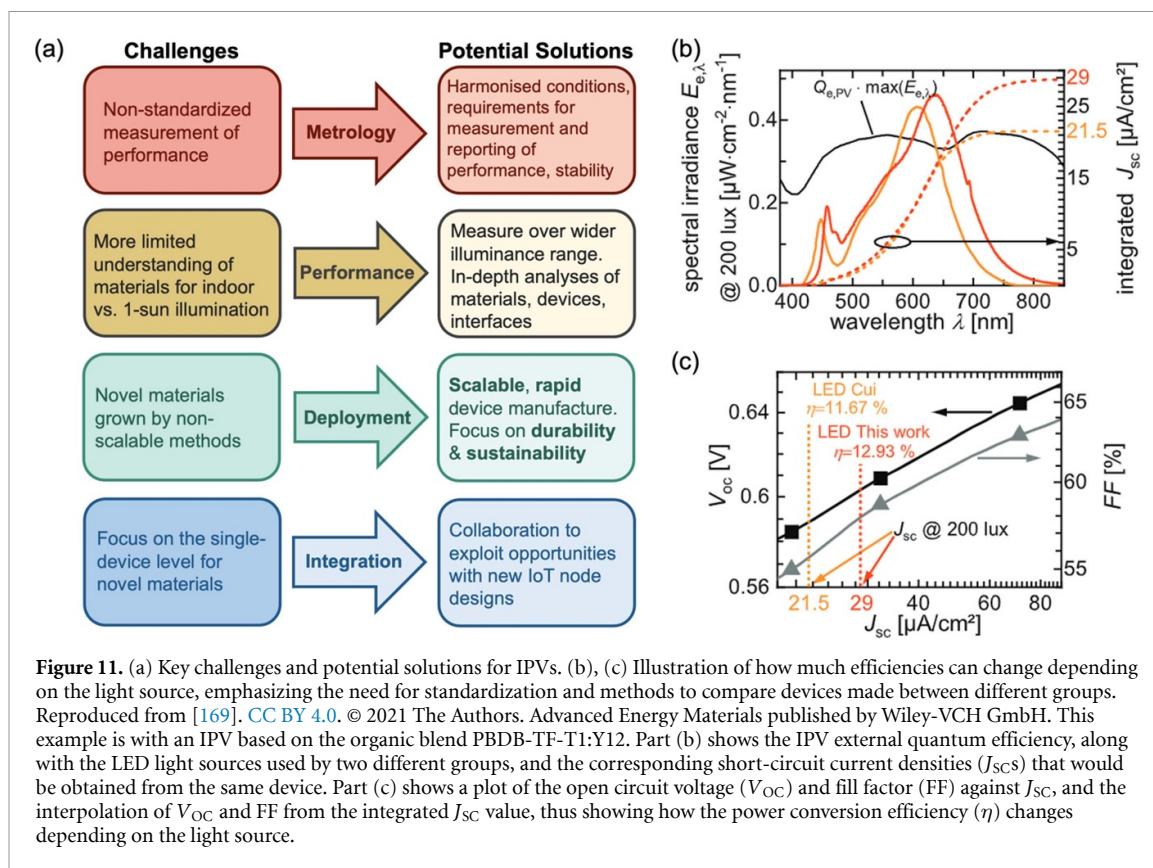 (a)
Challenges
Potential Solutions
Non-standardized
measurement of
performance
Metrology
Harmonised conditions,
requirements for
measurement and
reporting of
performance, stability
More limited
understanding of
materials for indoor
vs. 1-sun illumination
Performance
Measure over wider
illuminance range.
In-depth analyses of
materials, devices,
interfaces
Novel materials
grown by non-
scalable methods
Deployment
Scalable, rapid
device manufacture.
Focus on durability
& sustainability
Focus on the single-
device level for
novel materials
Integration
Collaboration to
exploit opportunities
with new IoT node
designs
(b)
spectral irradiance E_e,λ
@ 200 lux [µW·cm⁻²·nm⁻¹]
0.4
0.2
0.0
Q_e,PV · max(E_e,λ)
29
25
21.5
15
5
integrated J_sc [µA/cm²]
400 500 600 700 800
wavelength λ [nm]
(c)
V_oc [V]
0.64
0.6
0.56
LED Cui
η=11.67 %
LED This work
η=12.93 %
J_sc @ 200 lux
65
60
55
FF [%]
21.5 29 40 60 80
J_sc [µA/cm²]
Figure 11. (a) Key challenges and potential solutions for IPVs. (b), (c) Illustration of how much efficiencies can change depending
on the light source, emphasizing the need for standardization and methods to compare devices made between different groups.
Reproduced from [169]. CC BY 4.0. © 2021 The Authors. Advanced Energy Materials published by Wiley-VCH GmbH. This
example is with an IPV based on the organic blend PBDB-TF-T1:Y12. Part (b) shows the IPV external quantum efficiency, along
with the LED light sources used by two different groups, and the corresponding short-circuit current densities (J_SCs) that would
be obtained from the same device. Part (c) shows a plot of the open circuit voltage (V_OC) and fill factor (FF) against J_SC, and the
interpolation of V_OC and FF from the integrated J_SC value, thus showing how the power conversion efficiency (η) changes
depending on the light source.